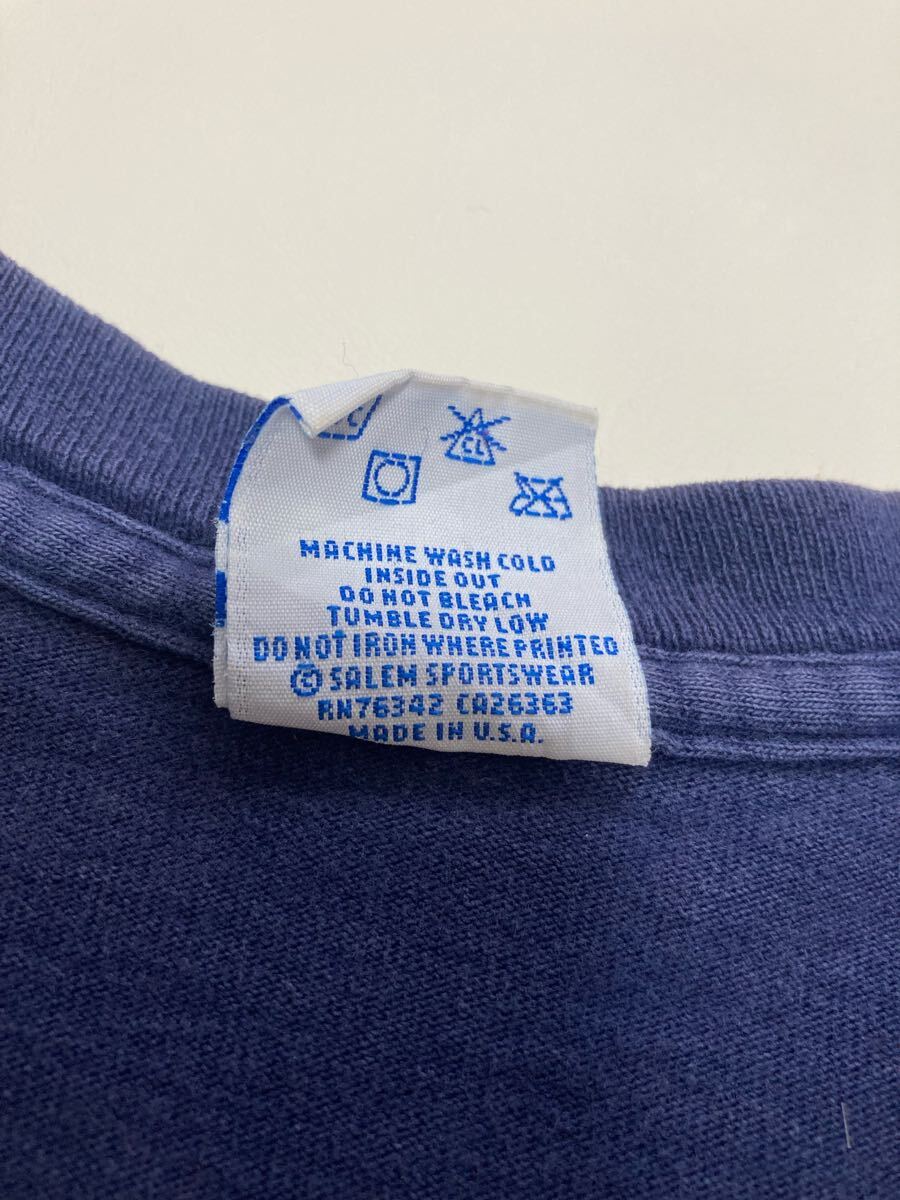 C
CL
MACHINE WASH COLD
INSIDE OUT
DO NOT BLEACH
TUMBLE DRY LOW
DO NOT IRON WHERE PRINTED
© SALEM SPORTSWEAR
RN76342 CA26363
MADE IN U.S.A.